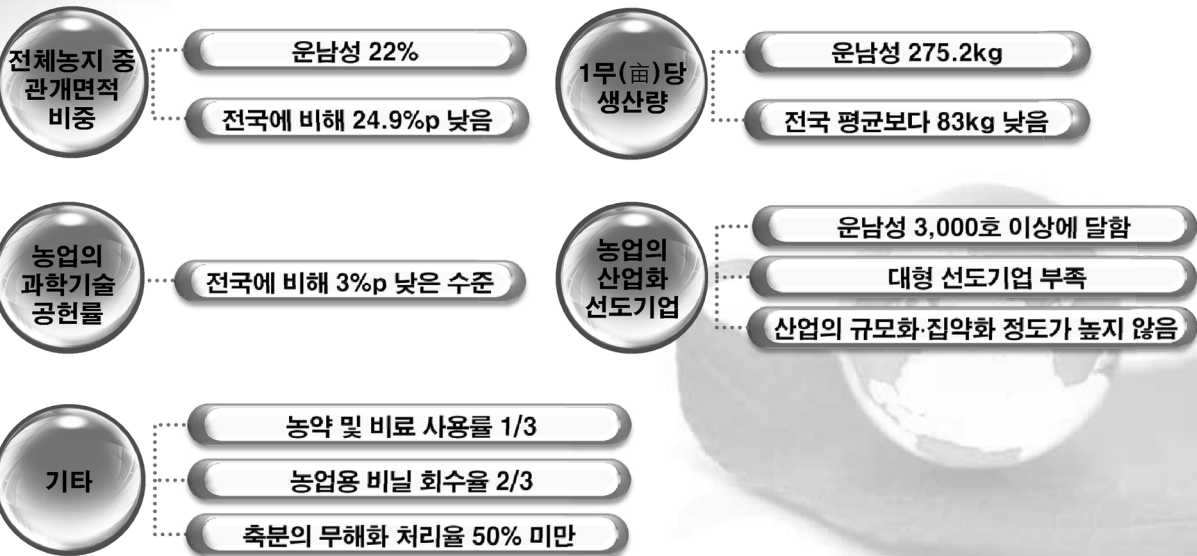 전체농지 중
관개면적
비중
운남성 22%
전국에 비해 24.9%p 낮음
1무(亩)당
생산량
운남성 275.2kg
전국 평균보다 83kg 낮음
농업의
과학기술
공헌률
전국에 비해 3%p 낮은 수준
농업의
산업화
선도기업
운남성 3,000호 이상에 달함
대형 선도기업 부족
산업의 규모화·집약화 정도가 높지 않음
기타
농약 및 비료 사용률 1/3
농업용 비닐 회수율 2/3
축분의 무해화 처리율 50% 미만